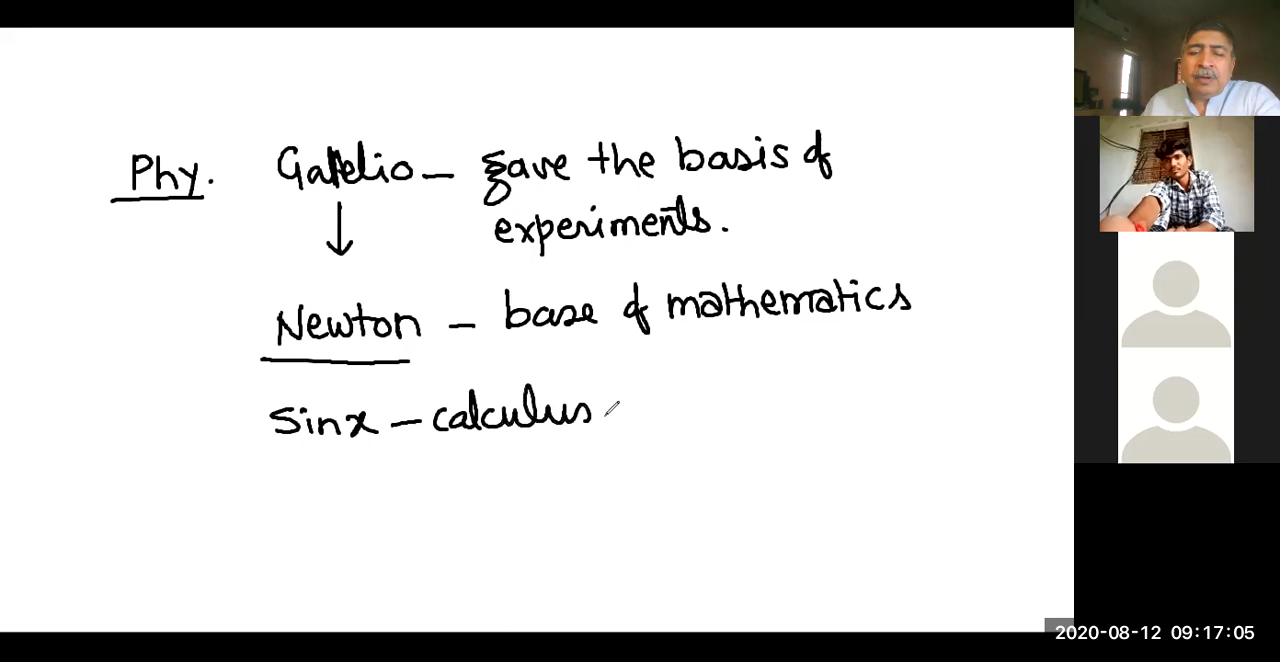 Phy. Galelio – gave the basis of
experiments.
Newton – base of mathematics
Sinx – calculus
2020-08-12 09:17:05